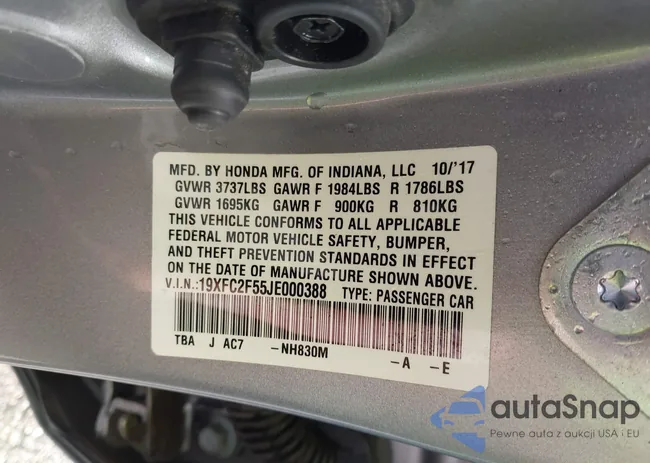 MFD. BY HONDA MFG. OF INDIANA, LLC 10/'17
GVWR 3737LBS GAWR F 1984LBS R 1786LBS
GVWR 1695KG GAWR F 900KG R 810KG
THIS VEHICLE CONFORMS TO ALL APPLICABLE
FEDERAL MOTOR VEHICLE SAFETY, BUMPER,
AND THEFT PREVENTION STANDARDS IN EFFECT
ON THE DATE OF MANUFACTURE SHOWN ABOVE.
V.I.N.:19XFC2F55JE000388 TYPE: PASSENGER CAR
TBA J AC7 -NH830M -A -E
autaSnap
Pewne auta z aukcji USA i EU